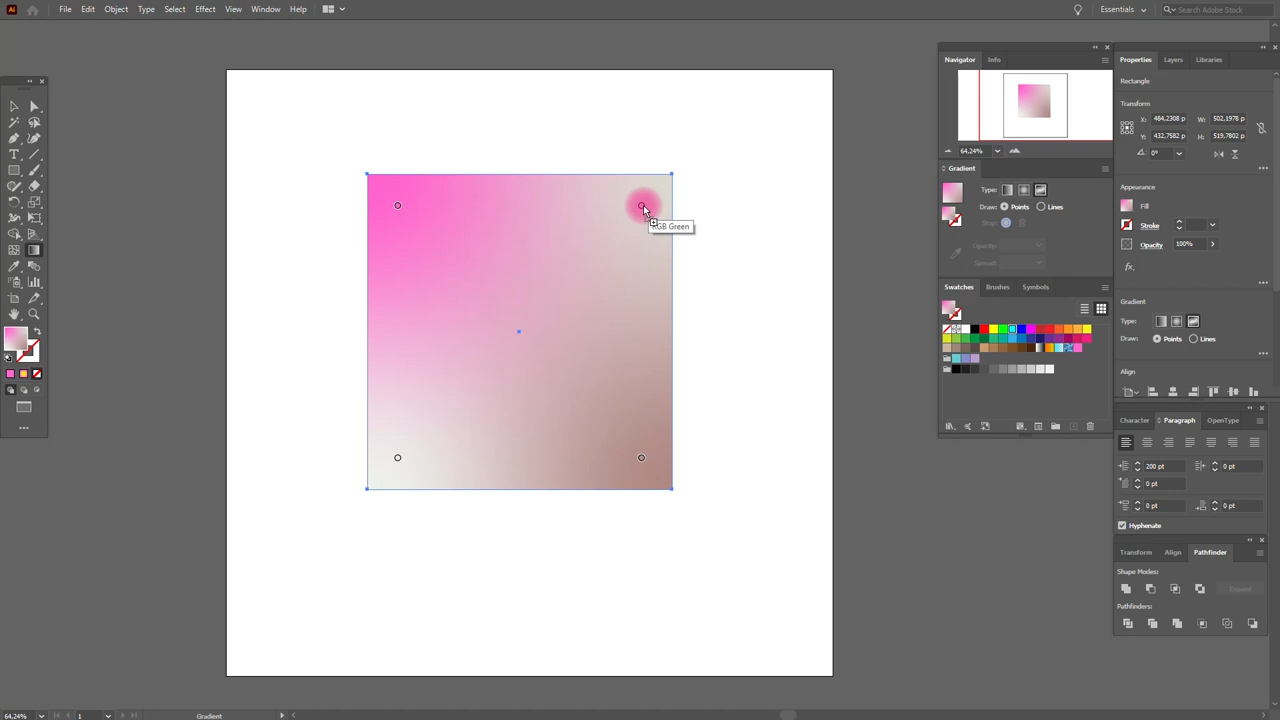 Ai File Edit Object Type Select Effect View Window Help
Essentials
Search Adobe Stock
Navigator Info
64,24%
Gradient
Type:
Draw: Points Lines
Stop:
Opacity:
Spread:
Swatches Brushes Symbols
RGB Green
Properties Layers Libraries
Rectangle
Transform
X: 484,2308 p W: 502,1978 p
Y: 432,7582 p H: 519,7802 p
0°
Appearance
Fill
Stroke
Opacity 100%
fx.
Gradient
Type:
Draw: Points Lines
Align
Character Paragraph OpenType
200 pt 0 pt
0 pt
0 pt 0 pt
Hyphenate
Transform Align Pathfinder
Shape Modes:
Expand
Pathfinders:
64,24% 1 Gradient